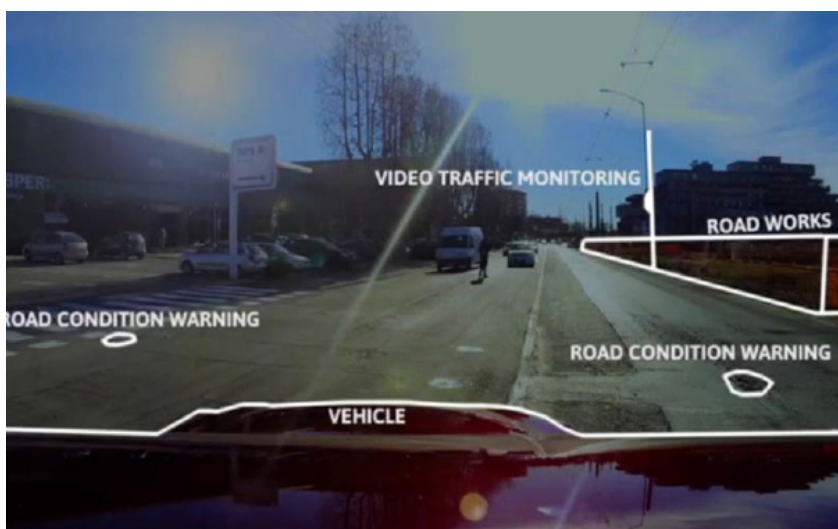 VIDEO TRAFFIC MONITORING
ROAD WORKS
ROAD CONDITION WARNING
ROAD CONDITION WARNING
VEHICLE